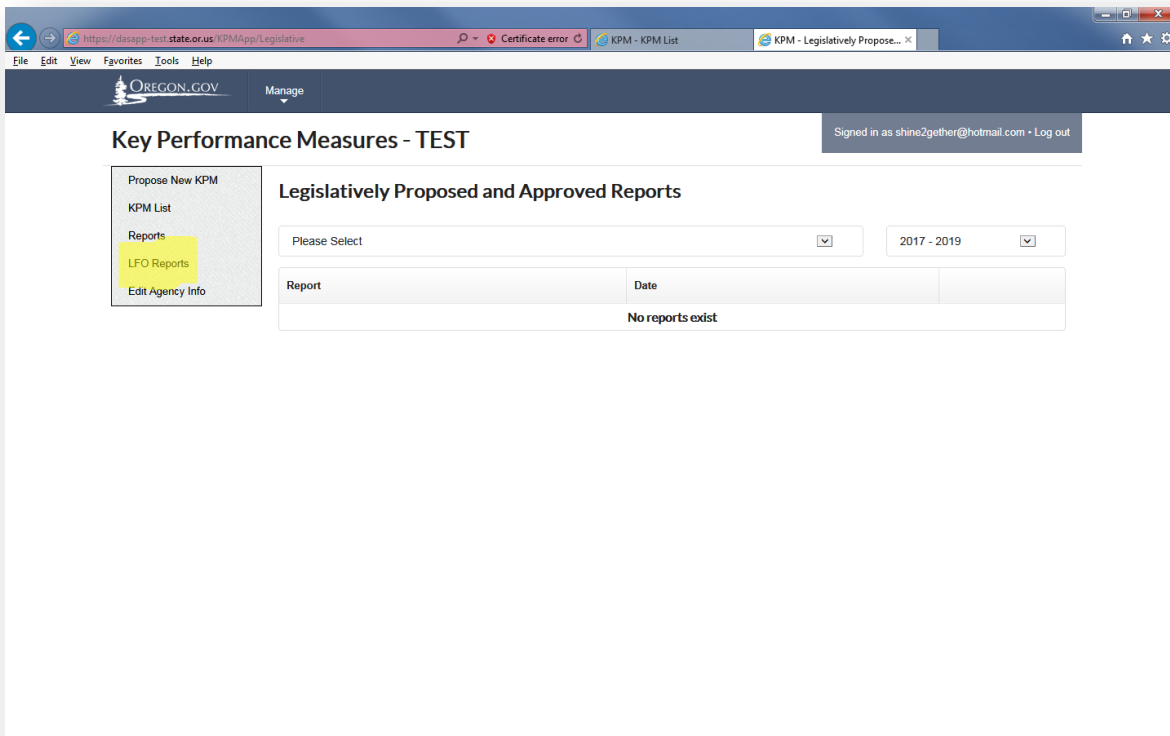 https://dasapp-test.state.or.us/KPMApp/Legislative
Certificate error
KPM - KPM List
KPM - Legislatively Propose...
File Edit View Favorites Tools Help
OREGON.GOV
Manage
Key Performance Measures - TEST
Signed in as shine2gether@hotmail.com • Log out
Propose New KPM
KPM List
Reports
LFO Reports
Edit Agency Info
Legislatively Proposed and Approved Reports
Please Select
2017 - 2019
Report Date
No reports exist